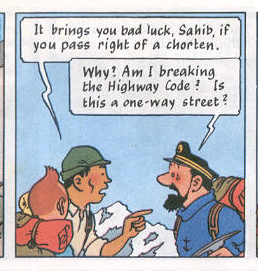 It brings you bad luck, Sahib, if
you pass right of a chorten.
Why? Am I breaking
the Highway Code? Is
this a one-way street?